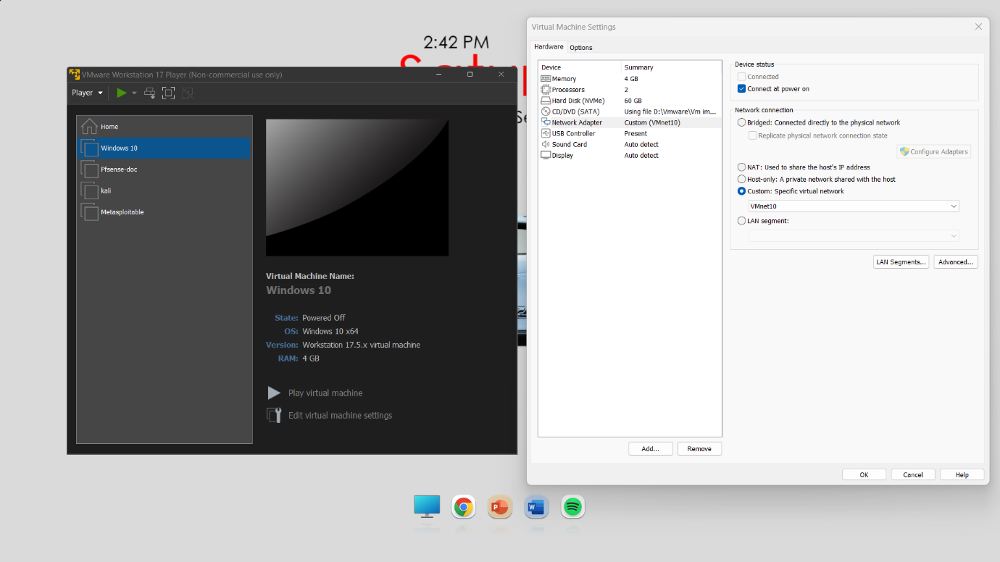 2:42 PM
VMware Workstation 17 Player (Non-commercial use only)
Player
Home
Windows 10
Pfsense-doc
kali
Metasploitable
Virtual Machine Name:
Windows 10
State: Powered Off
OS: Windows 10 x64
Version: Workstation 17.5.x virtual machine
RAM: 4 GB
Play virtual machine
Edit virtual machine settings
Virtual Machine Settings
Hardware
Options
Device Summary
Memory 4 GB
Processors 2
Hard Disk (NVMe) 60 GB
CD/DVD (SATA) Using file D:\Vmware\Vm im...
Network Adapter Custom (VMnet10)
USB Controller Present
Sound Card Auto detect
Display Auto detect
Add...
Remove
Device status
Connected
Connect at power on
Network connection
Bridged: Connected directly to the physical network
Replicate physical network connection state
Configure Adapters
NAT: Used to share the host's IP address
Host-only: A private network shared with the host
Custom: Specific virtual network
VMnet10
LAN segment:
LAN Segments...
Advanced...
OK
Cancel
Help
P
W